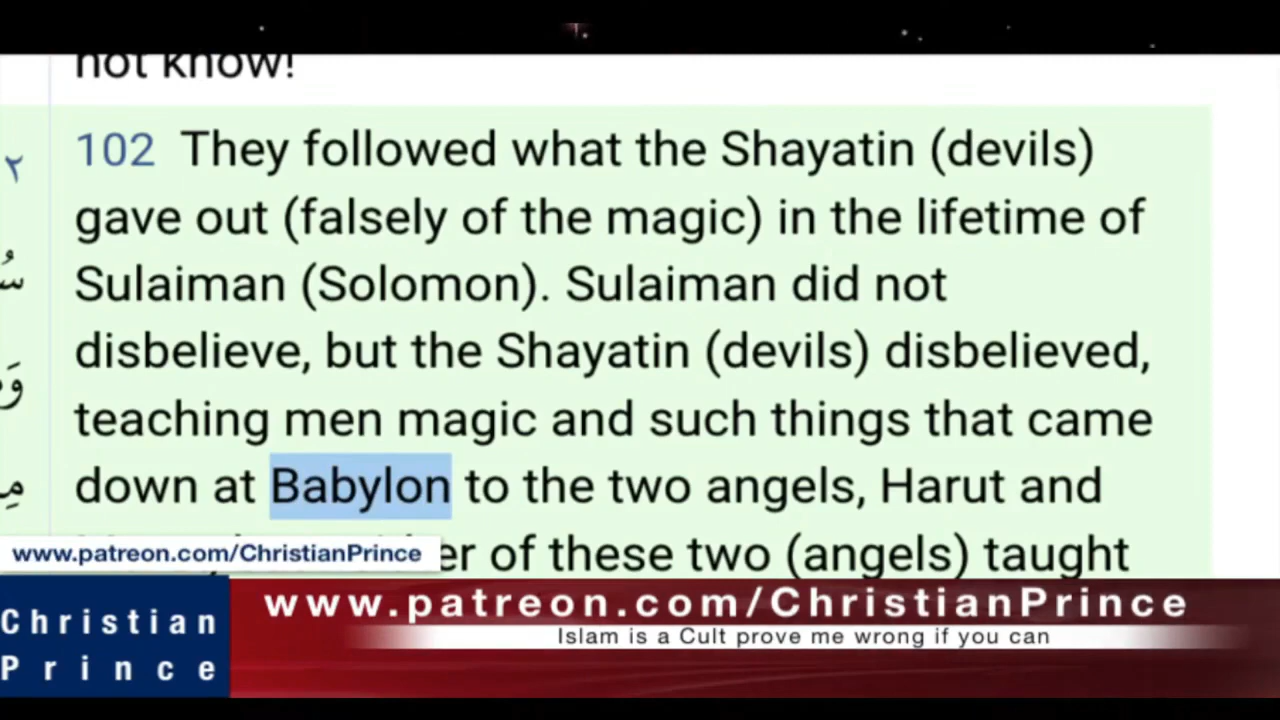 not know!
102 They followed what the Shayatin (devils)
gave out (falsely of the magic) in the lifetime of
Sulaiman (Solomon). Sulaiman did not
disbelieve, but the Shayatin (devils) disbelieved,
teaching men magic and such things that came
down at Babylon to the two angels, Harut and
of these two (angels) taught
www.patreon.com/ChristianPrince
www.patreon.com/ChristianPrince
Islam is a Cult prove me wrong if you can
Christian
Prince